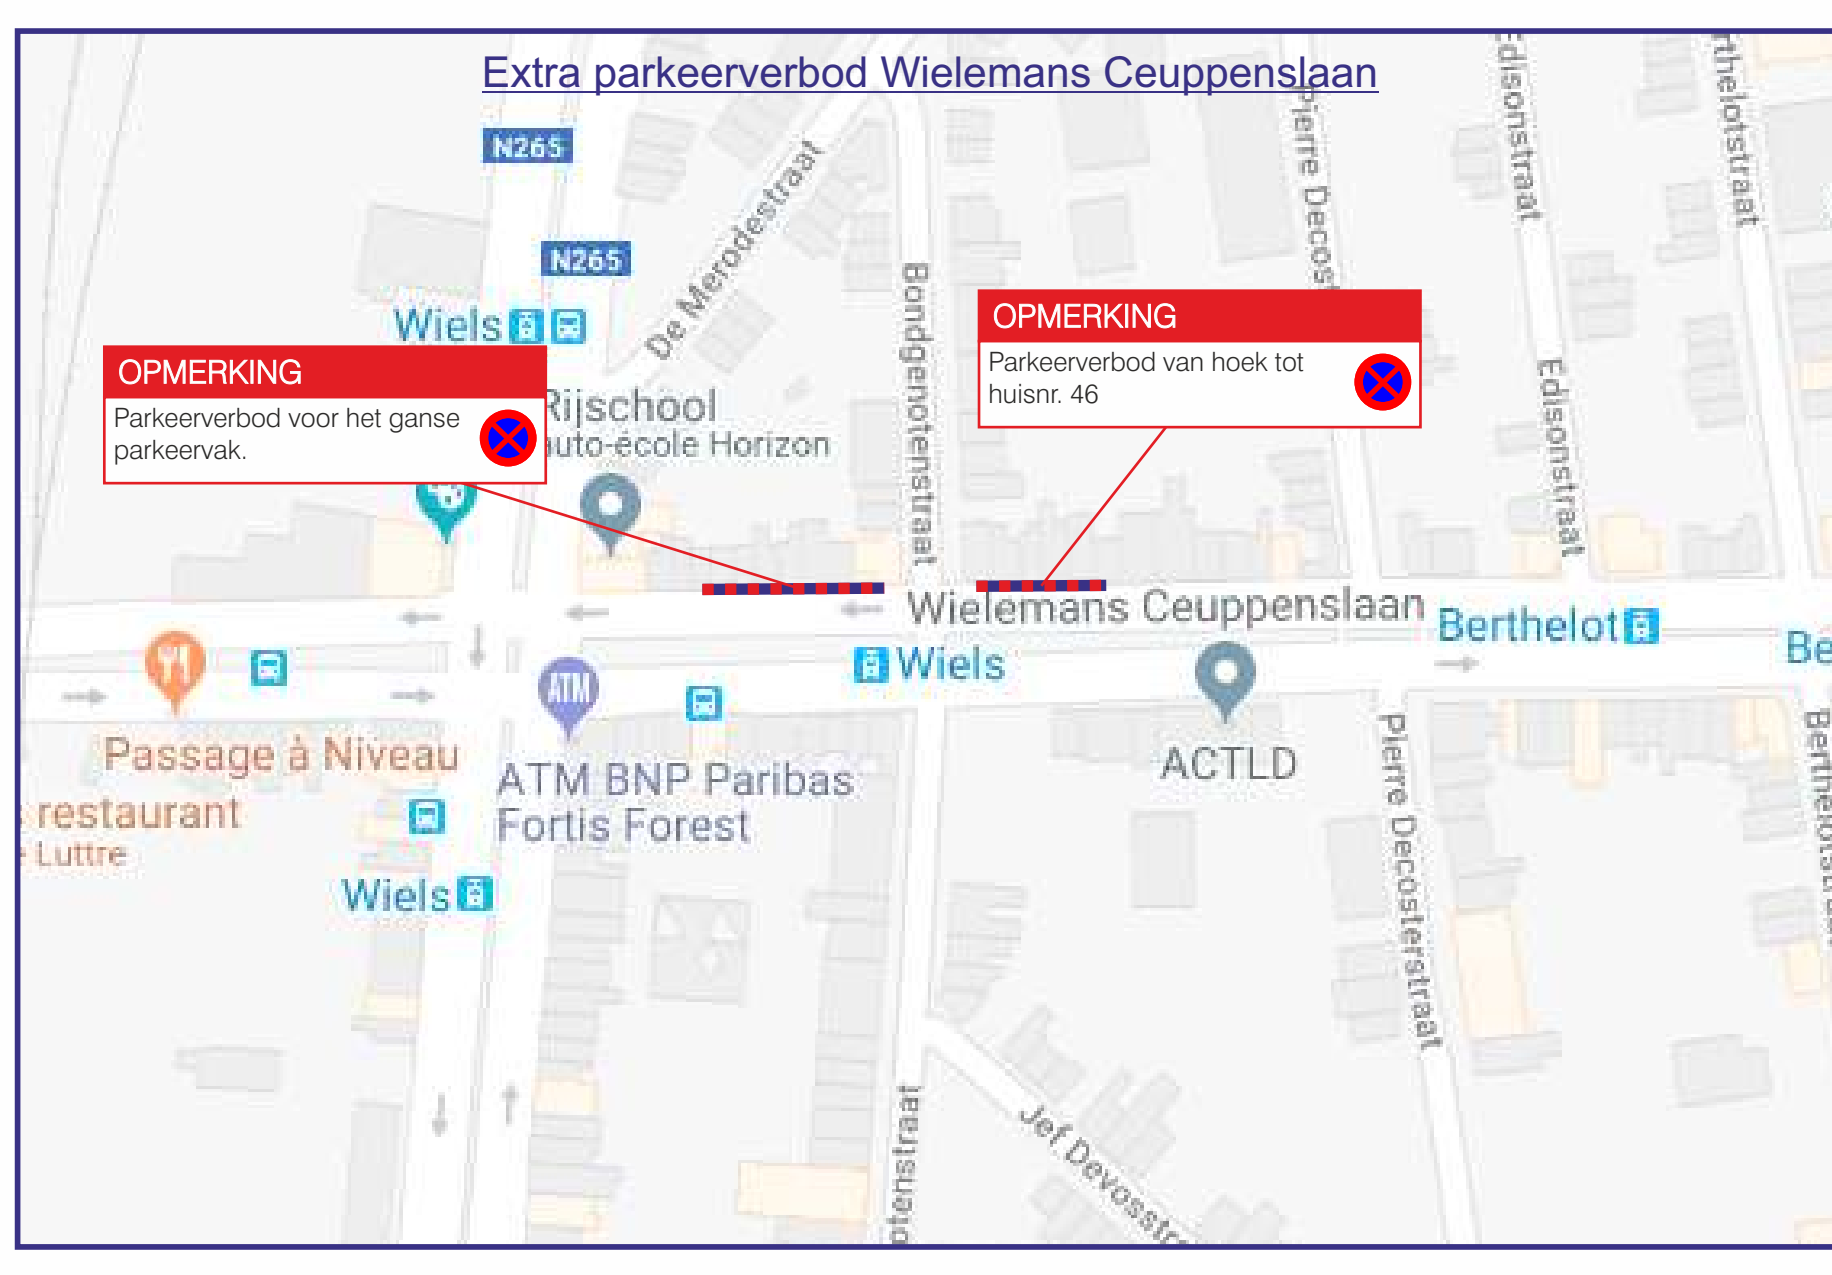 Extra parkeerverbod Wielemans Ceuppenslaan
N265
N265
Wiels
De Merodestraat
Bondgenotenstraat
Pierre Decost
Edisonstraat
Edisonstraat
rthelotstraat
OPMERKING
Parkeerverbod van hoek tot
huisnr. 46
OPMERKING
Parkeerverbod voor het ganse
parkeervak.
Rijschool
auto-école Horizon
Wielemans Ceuppenslaan
Berthelot
Be
Wiels
ATM
Passage à Niveau
restaurant
Luttre
ATM BNP Paribas
Fortis Forest
ACTLD
Wiels
Pierre Decosterstraat
otenstraat
Jef Devosstr